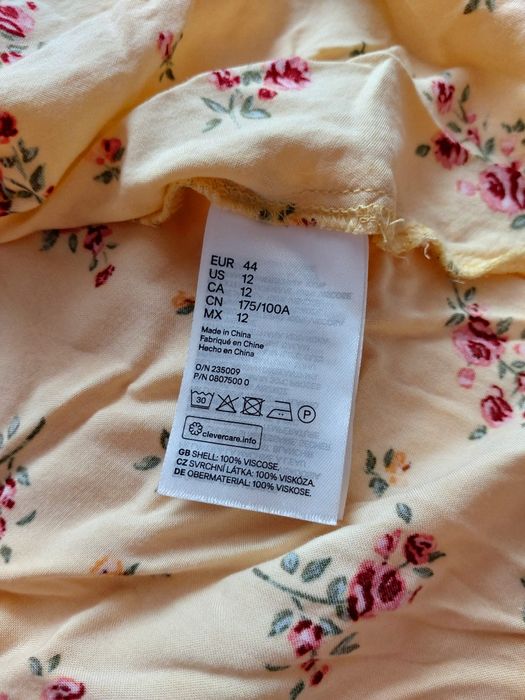 EUR 44
US 12
CA 12
CN 175/100A
MX 12
Made in China
Fabriqué en Chine
Hecho en China
O/N 235009
P/N 0807500 0
30
P
clevercare.info
GB SHELL: 100% VISCOSE.
CZ SVRCHNÍ LÁTKA: 100% VISKÓZA.
DE OBERMATERIAL: 100% VISKOSE.